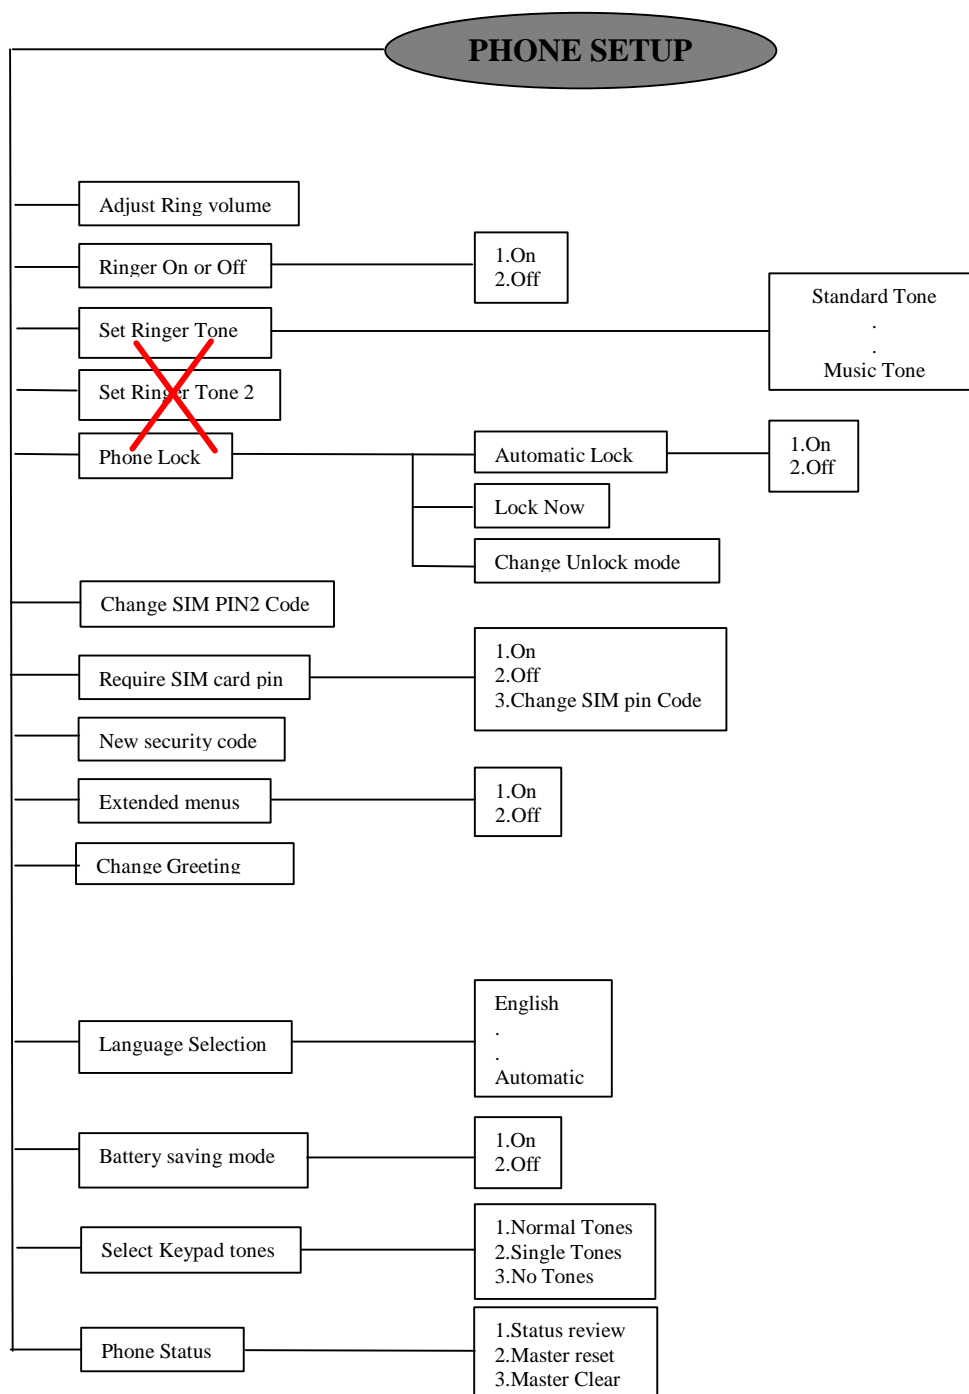 PHONE SETUP
Adjust Ring volume
Ringer On or Off
1.On
2.Off
Set Ringer Tone
Standard Tone
.
.
Music Tone
Set Ringer Tone 2
Phone Lock
Automatic Lock
1.On
2.Off
Lock Now
Change Unlock mode
Change SIM PIN2 Code
Require SIM card pin
1.On
2.Off
3.Change SIM pin Code
New security code
Extended menus
1.On
2.Off
Change Greeting
Language Selection
English
.
.
Automatic
Battery saving mode
1.On
2.Off
Select Keypad tones
1.Normal Tones
2.Single Tones
3.No Tones
Phone Status
1.Status review
2.Master reset
3.Master Clear